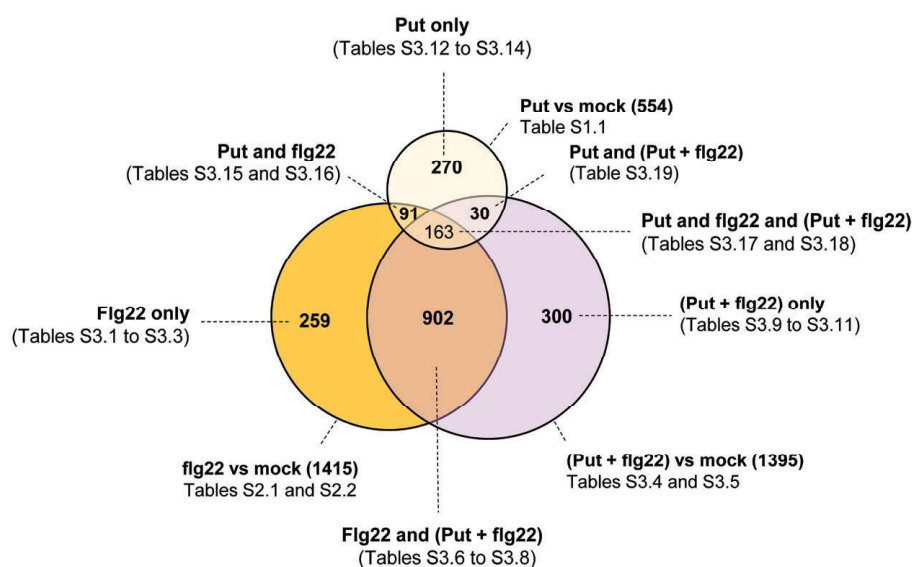 Put only
(Tables S3.12 to S3.14)
Put vs mock (554)
Table S1.1
Put and flg22
(Tables S3.15 and S3.16)
Put and (Put + flg22)
(Table S3.19)
270
91
30
163
Put and flg22 and (Put + flg22)
(Tables S3.17 and S3.18)
Flg22 only
(Tables S3.1 to S3.3)
259
902
300
(Put + flg22) only
(Tables S3.9 to S3.11)
flg22 vs mock (1415)
Tables S2.1 and S2.2
(Put + flg22) vs mock (1395)
Tables S3.4 and S3.5
Flg22 and (Put + flg22)
(Tables S3.6 to S3.8)